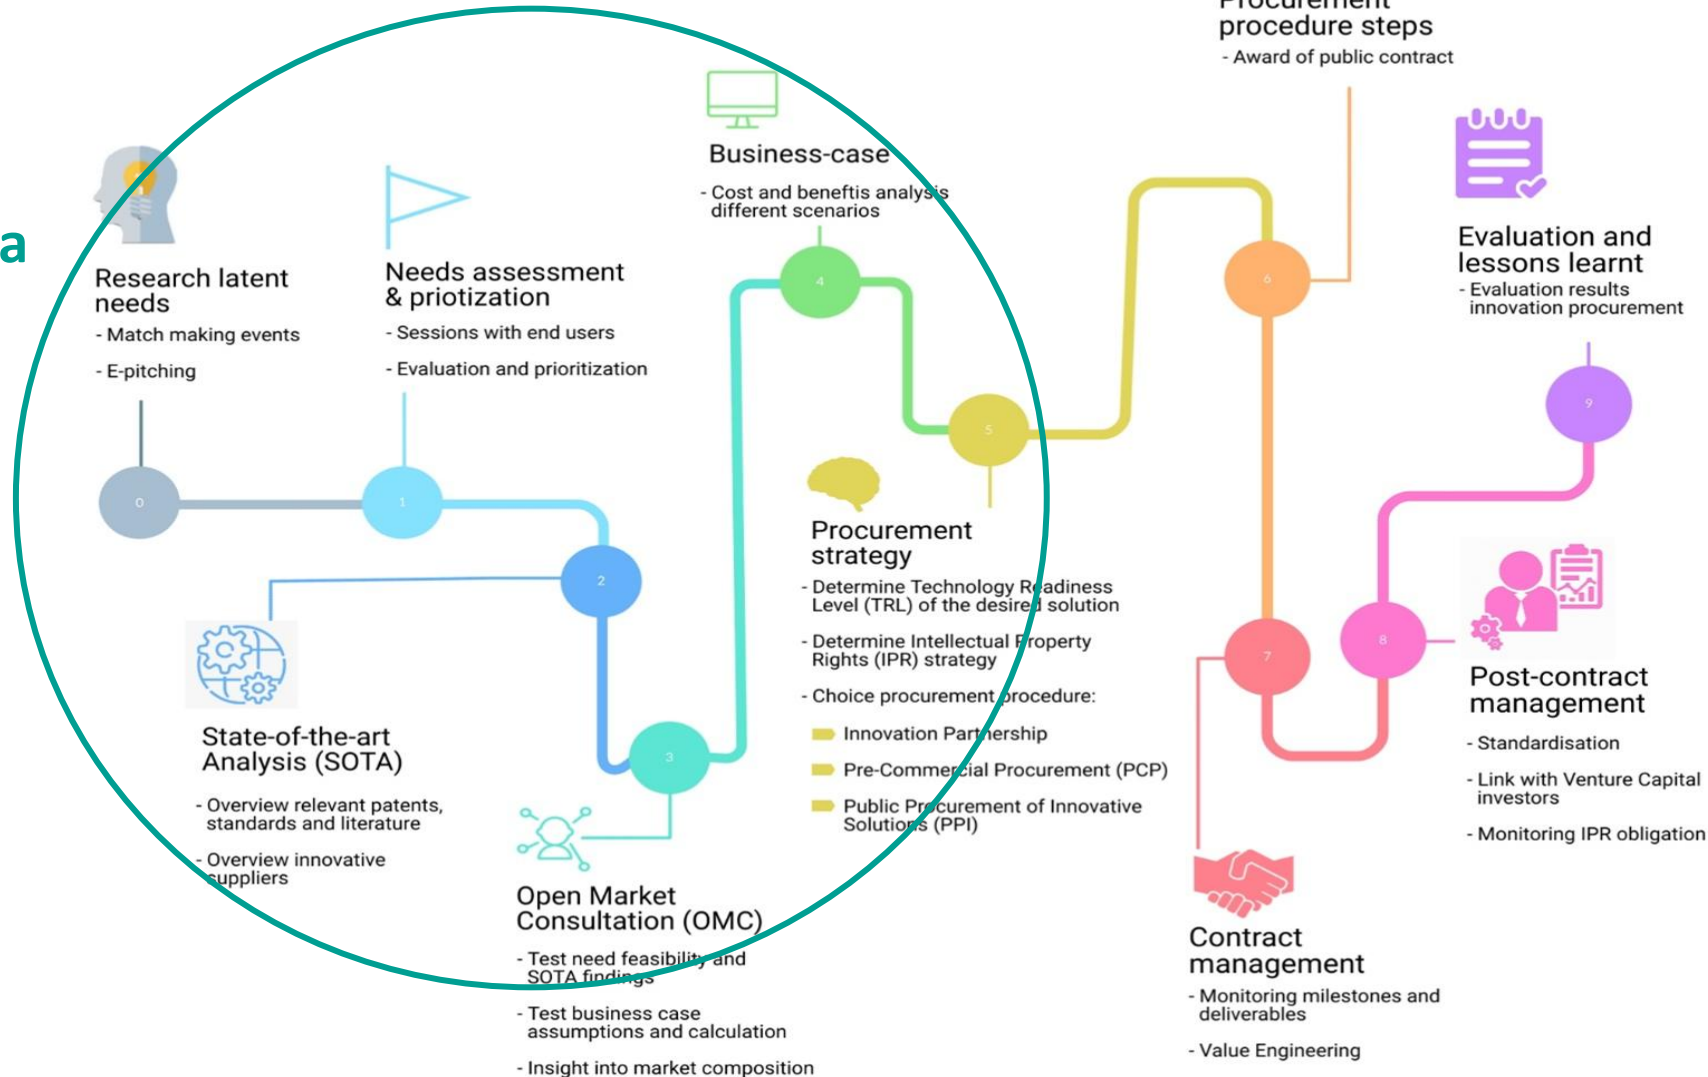 a
Research latent
needs
- Match making events
- E-pitching
0
Needs assessment
& priotization
- Sessions with end users
- Evaluation and prioritization
1
2
State-of-the-art
Analysis (SOTA)
- Overview relevant patents,
standards and literature
- Overview innovative
suppliers
3
Open Market
Consultation (OMC)
- Test need feasibility and
SOTA findings
- Test business case
assumptions and calculation
- Insight into market composition
Business-case
- Cost and beneftis analysis
different scenarios
4
5
Procurement
strategy
- Determine Technology Readiness
Level (TRL) of the desired solution
- Determine Intellectual Property
Rights (IPR) strategy
- Choice procurement procedure:
Innovation Partnership
Pre-Commercial Procurement (PCP)
Public Procurement of Innovative
Solutions (PPI)
Procurement
procedure steps
- Award of public contract
6
7
Contract
management
- Monitoring milestones and
deliverables
- Value Engineering
8
Post-contract
management
- Standardisation
- Link with Venture Capital
investors
- Monitoring IPR obligation
Evaluation and
lessons learnt
- Evaluation results
innovation procurement
9